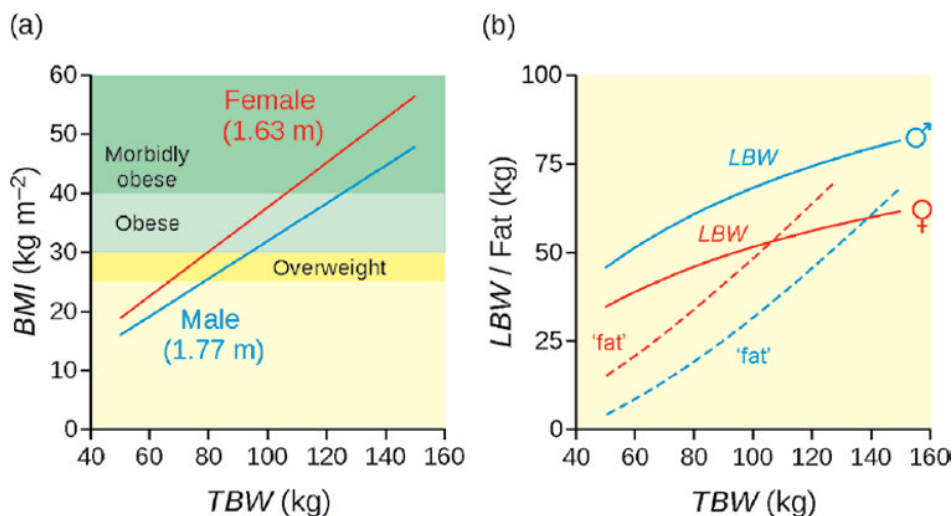 (a)
60
50
40
30
20
10
0
BMI (kg m⁻²)
Female
(1.63 m)
Morbidly
obese
Obese
Overweight
Male
(1.77 m)
40 60 80 100 120 140 160
TBW (kg)
(b)
100
75
50
25
0
LBW / Fat (kg)
LBW
♂
LBW
♀
'fat'
'fat'
40 60 80 100 120 140 160
TBW (kg)